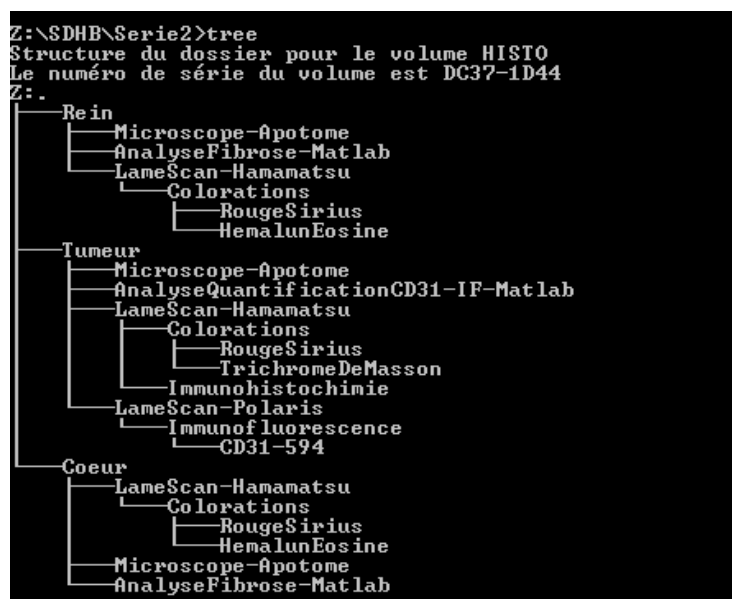 Z:\SDHB\Serie2>tree
Structure du dossier pour le volume HISTO
Le numéro de série du volume est DC37-1D44
Z:.
├───Rein
│   ├───Microscope-Apotome
│   ├───AnalyseFibrose-Matlab
│   └───LameScan-Hamamatsu
│       └───Colorations
│           ├───RougeSirius
│           └───HemalunEosine
├───Tumeur
│   ├───Microscope-Apotome
│   ├───AnalyseQuantificationCD31-IF-Matlab
│   ├───LameScan-Hamamatsu
│   │   ├───Colorations
│   │   │   ├───RougeSirius
│   │   │   └───TrichromeDeMasson
│   │   └───Immunohistochimie
│   └───LameScan-Polaris
│       └───Immunofluorescence
│           └───CD31-594
└───Coeur
    ├───LameScan-Hamamatsu
    │   └───Colorations
    │       ├───RougeSirius
    │       └───HemalunEosine
    ├───Microscope-Apotome
    └───AnalyseFibrose-Matlab